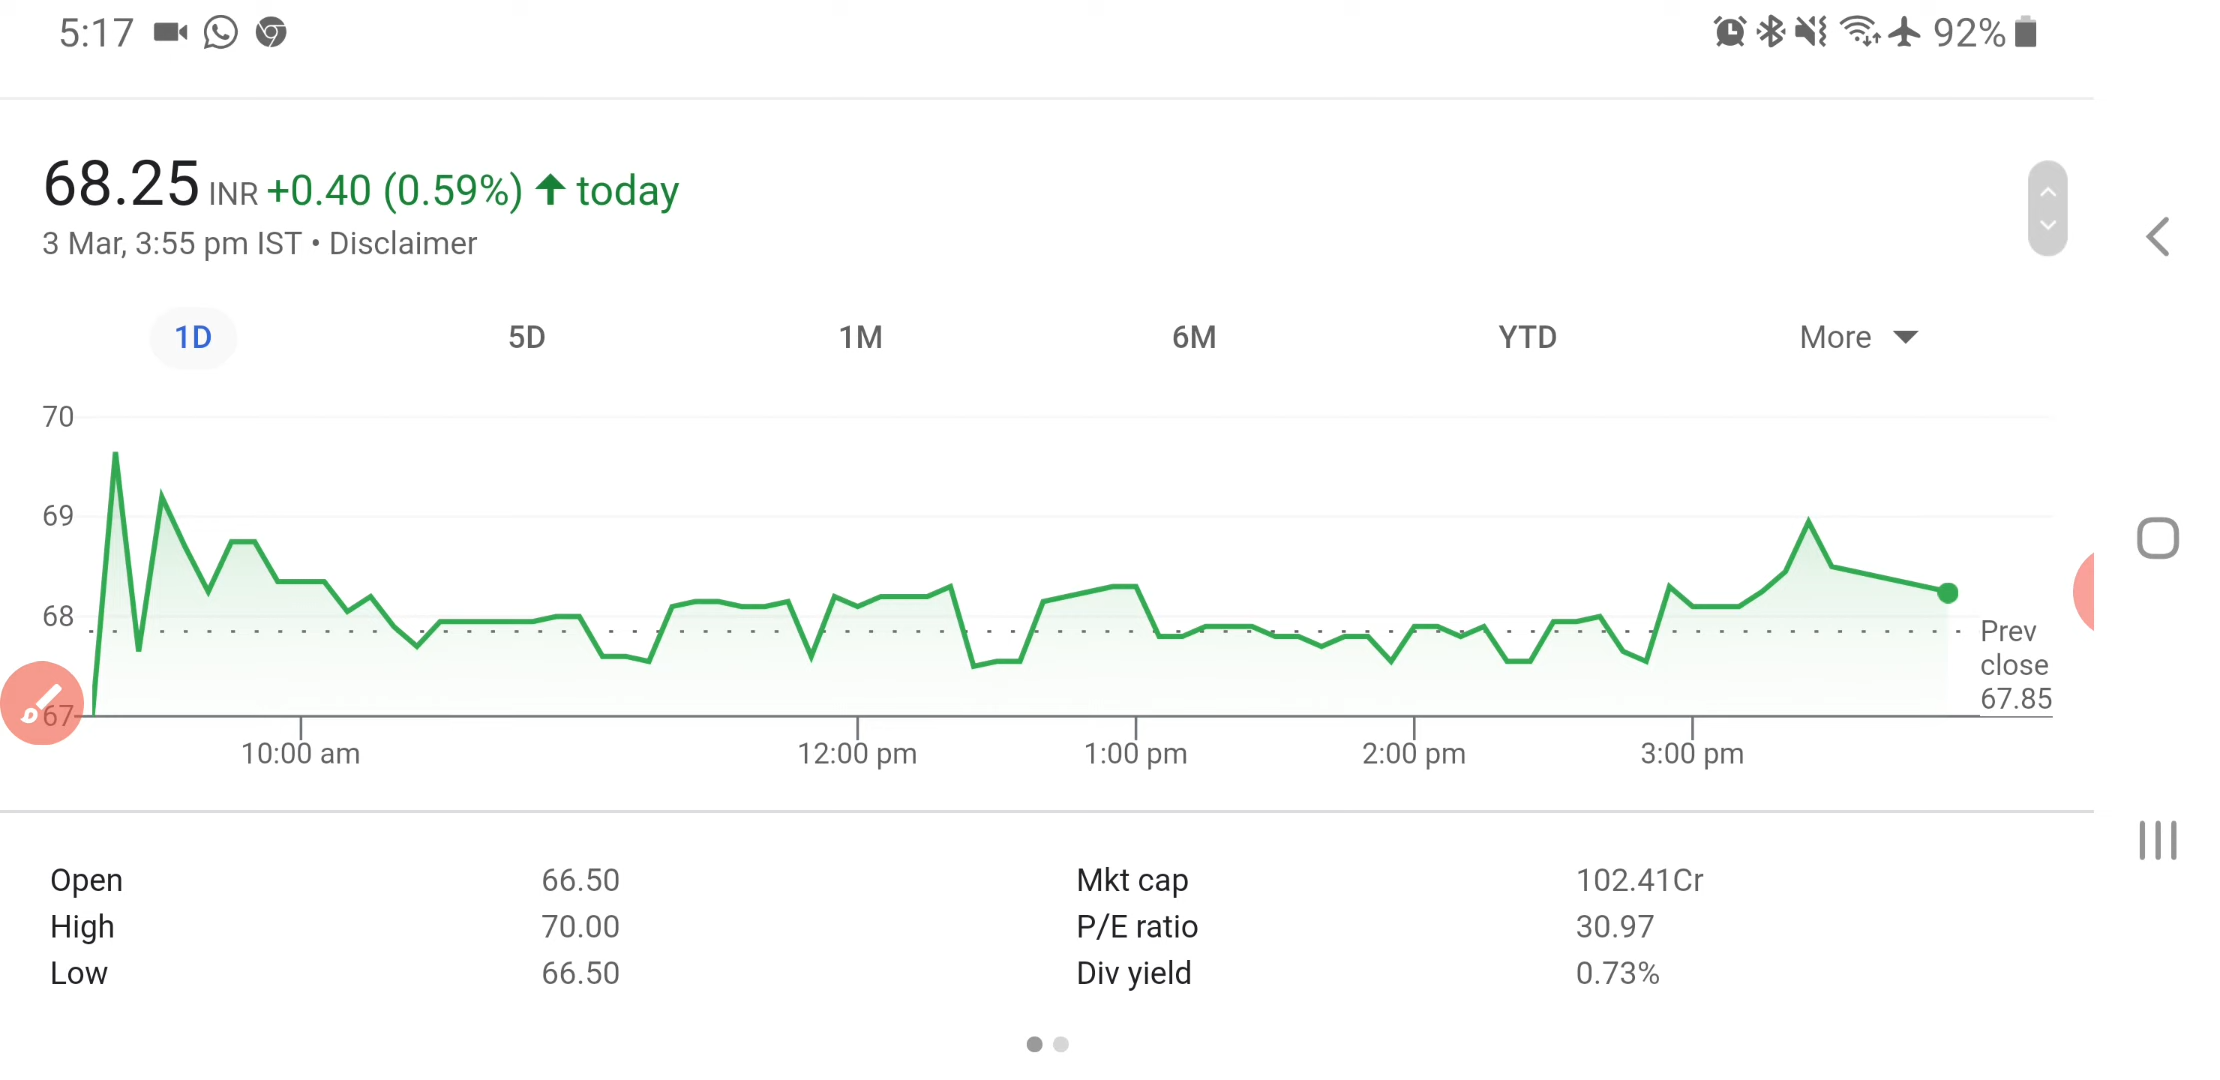 5:17 92%
68.25 INR +0.40 (0.59%) today
3 Mar, 3:55 pm IST • Disclaimer
1D 5D 1M 6M YTD More
70
69
68
67
Prev
close
67.85
10:00 am 12:00 pm 1:00 pm 2:00 pm 3:00 pm
Open 66.50 Mkt cap 102.41Cr
High 70.00 P/E ratio 30.97
Low 66.50 Div yield 0.73%